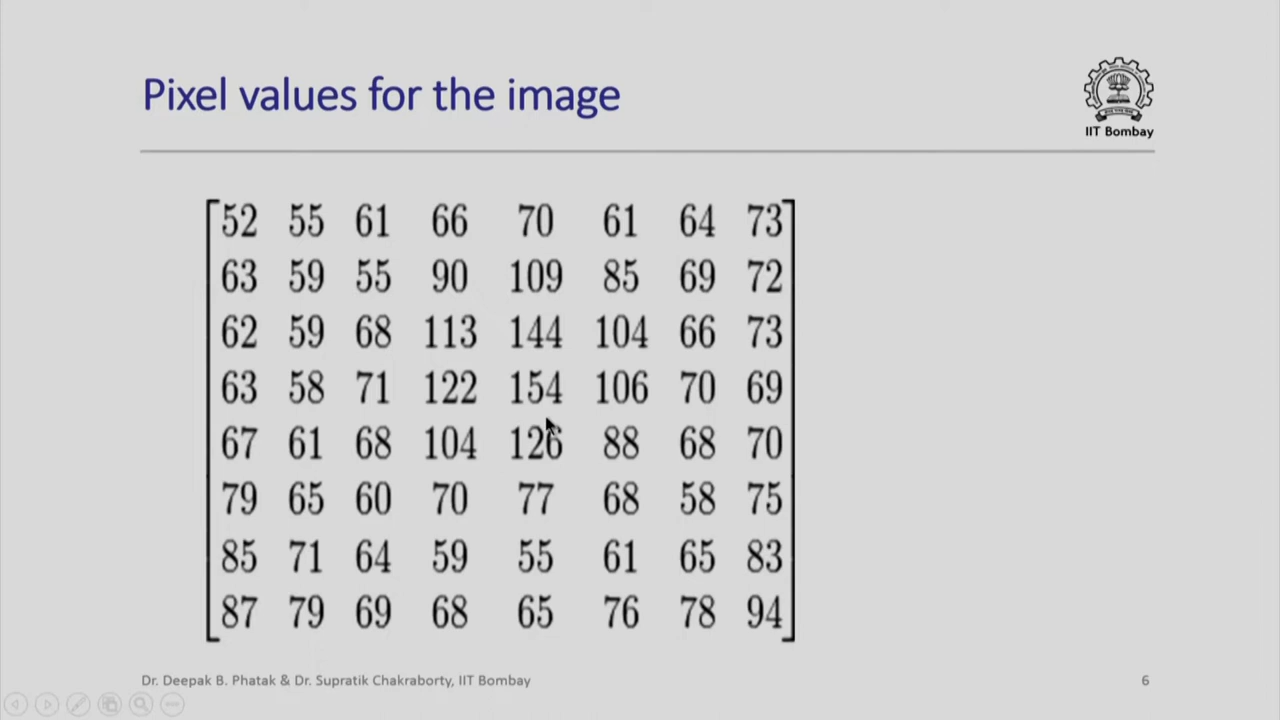 Pixel values for the image
IIT Bombay
52 55 61 66 70 61 64 73
63 59 55 90 109 85 69 72
62 59 68 113 144 104 66 73
63 58 71 122 154 106 70 69
67 61 68 104 126 88 68 70
79 65 60 70 77 68 58 75
85 71 64 59 55 61 65 83
87 79 69 68 65 76 78 94
Dr. Deepak B. Phatak & Dr. Supratik Chakraborty, IIT Bombay
6